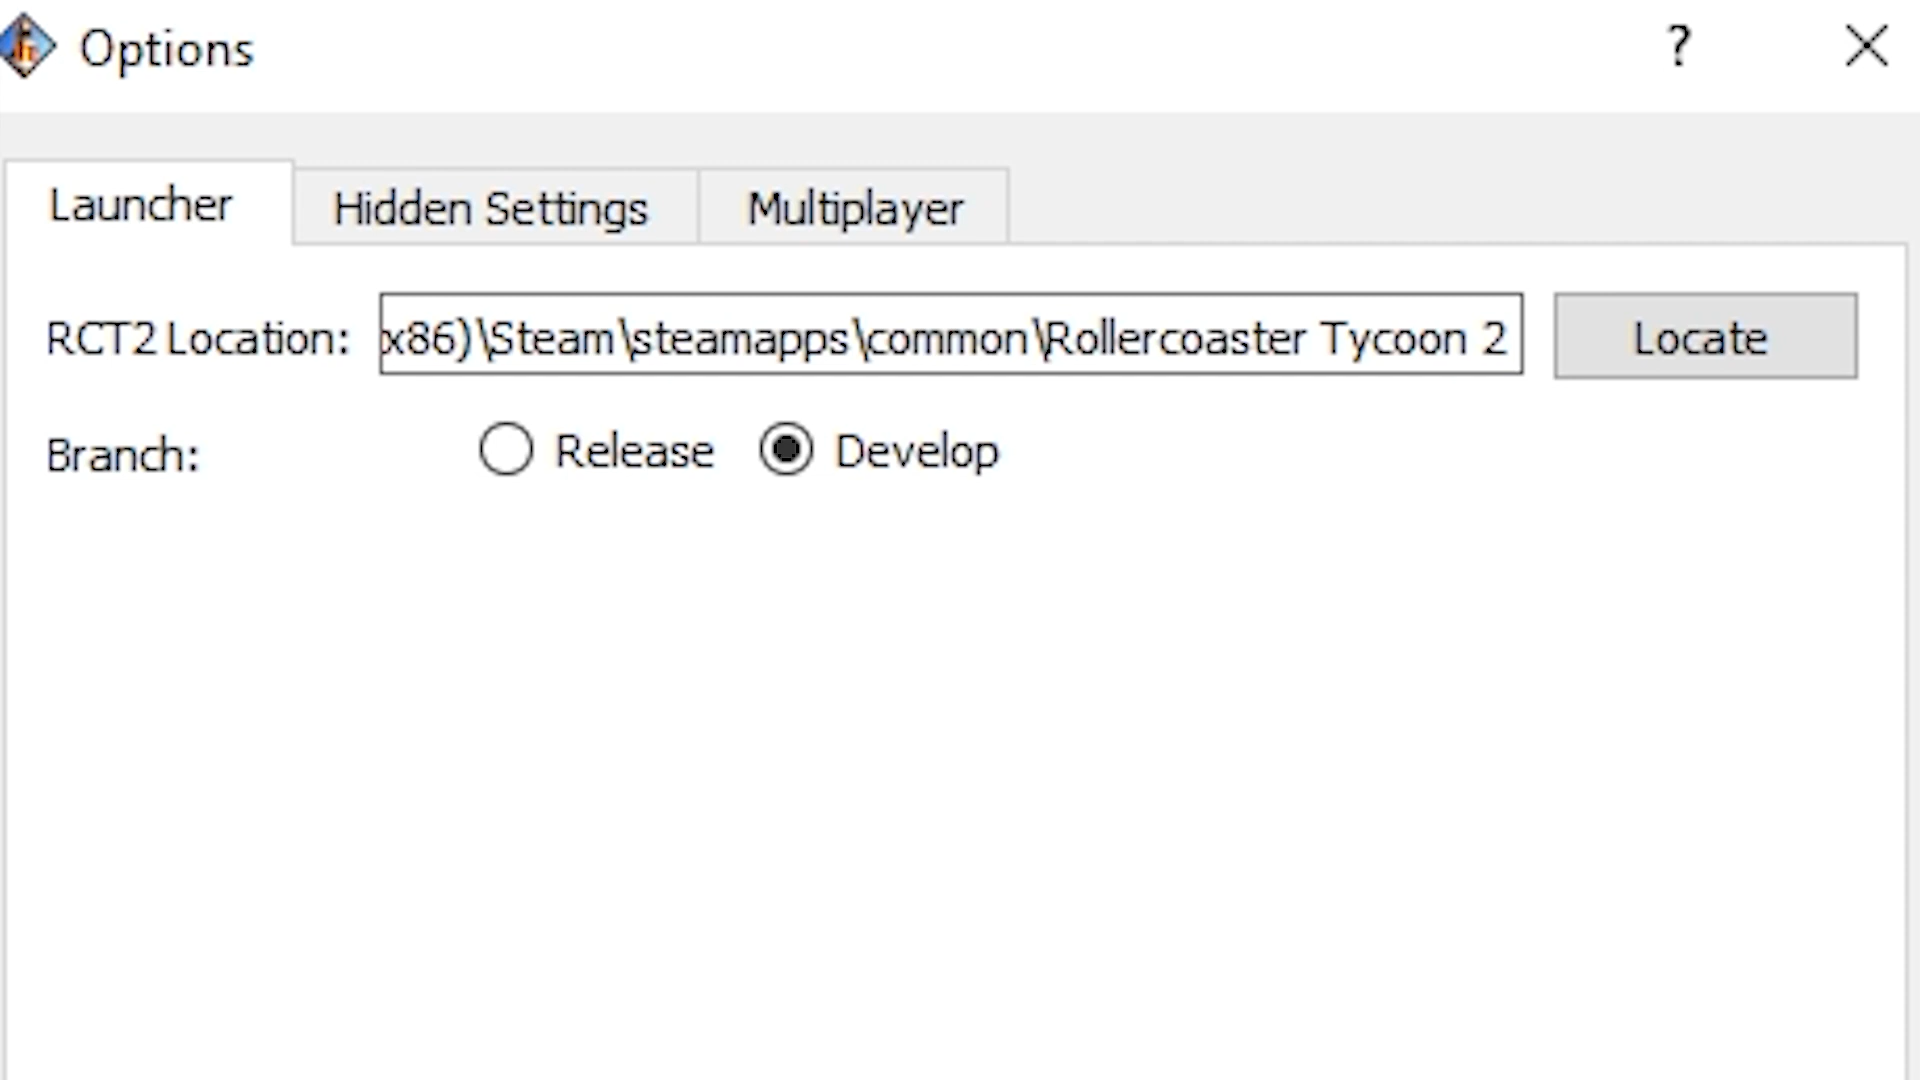 Options ?
Launcher Hidden Settings Multiplayer
RCT2 Location: x86)\Steam\steamapps\common\Rollercoaster Tycoon 2 Locate
Branch: Release Develop